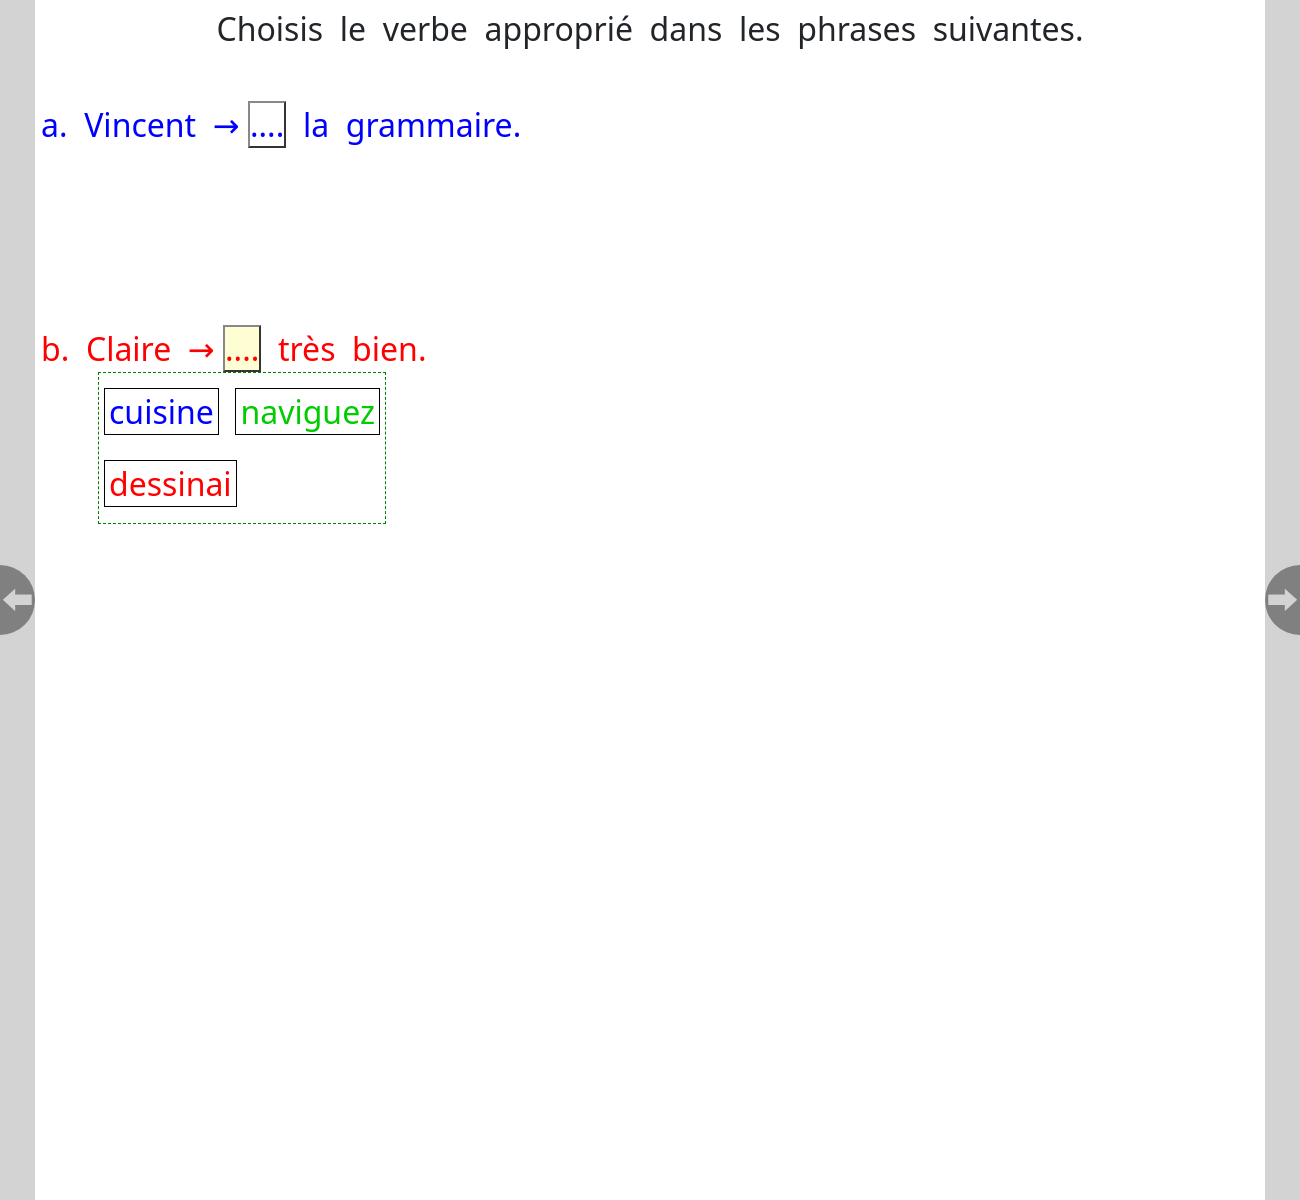 Choisis le verbe approprié dans les phrases suivantes.
a. Vincent → .... la grammaire.
b. Claire → .... très bien.
cuisine naviguez
dessinai